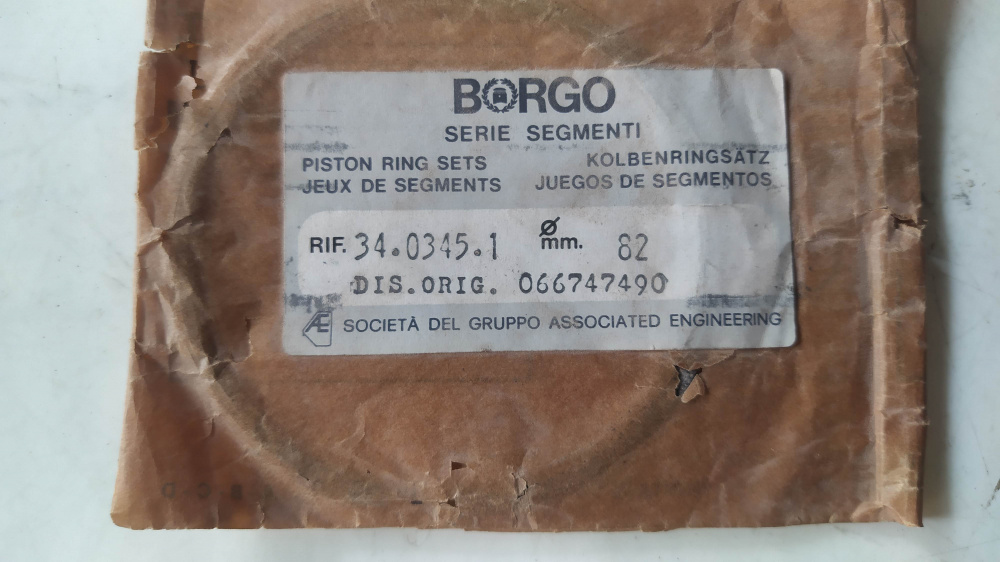 BORGO
SERIE SEGMENTI
PISTON RING SETS KOLBENRINGSATZ
JEUX DE SEGMENTS JUEGOS DE SEGMENTOS
RIF. 34.0345.1 Ø mm. 82
DIS.ORIG. 066747490
Æ SOCIETÀ DEL GRUPPO ASSOCIATED ENGINEERING